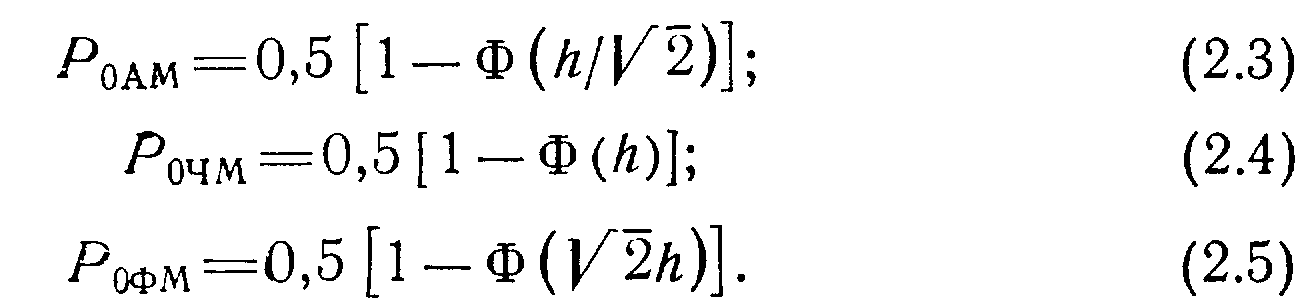 P₀АМ=0,5 [1 — Φ (h/√2)]; (2.3)
P₀ЧМ=0,5 [1 — Φ (h)]; (2.4)
P₀ФМ=0,5 [1 — Φ (√2h)]. (2.5)